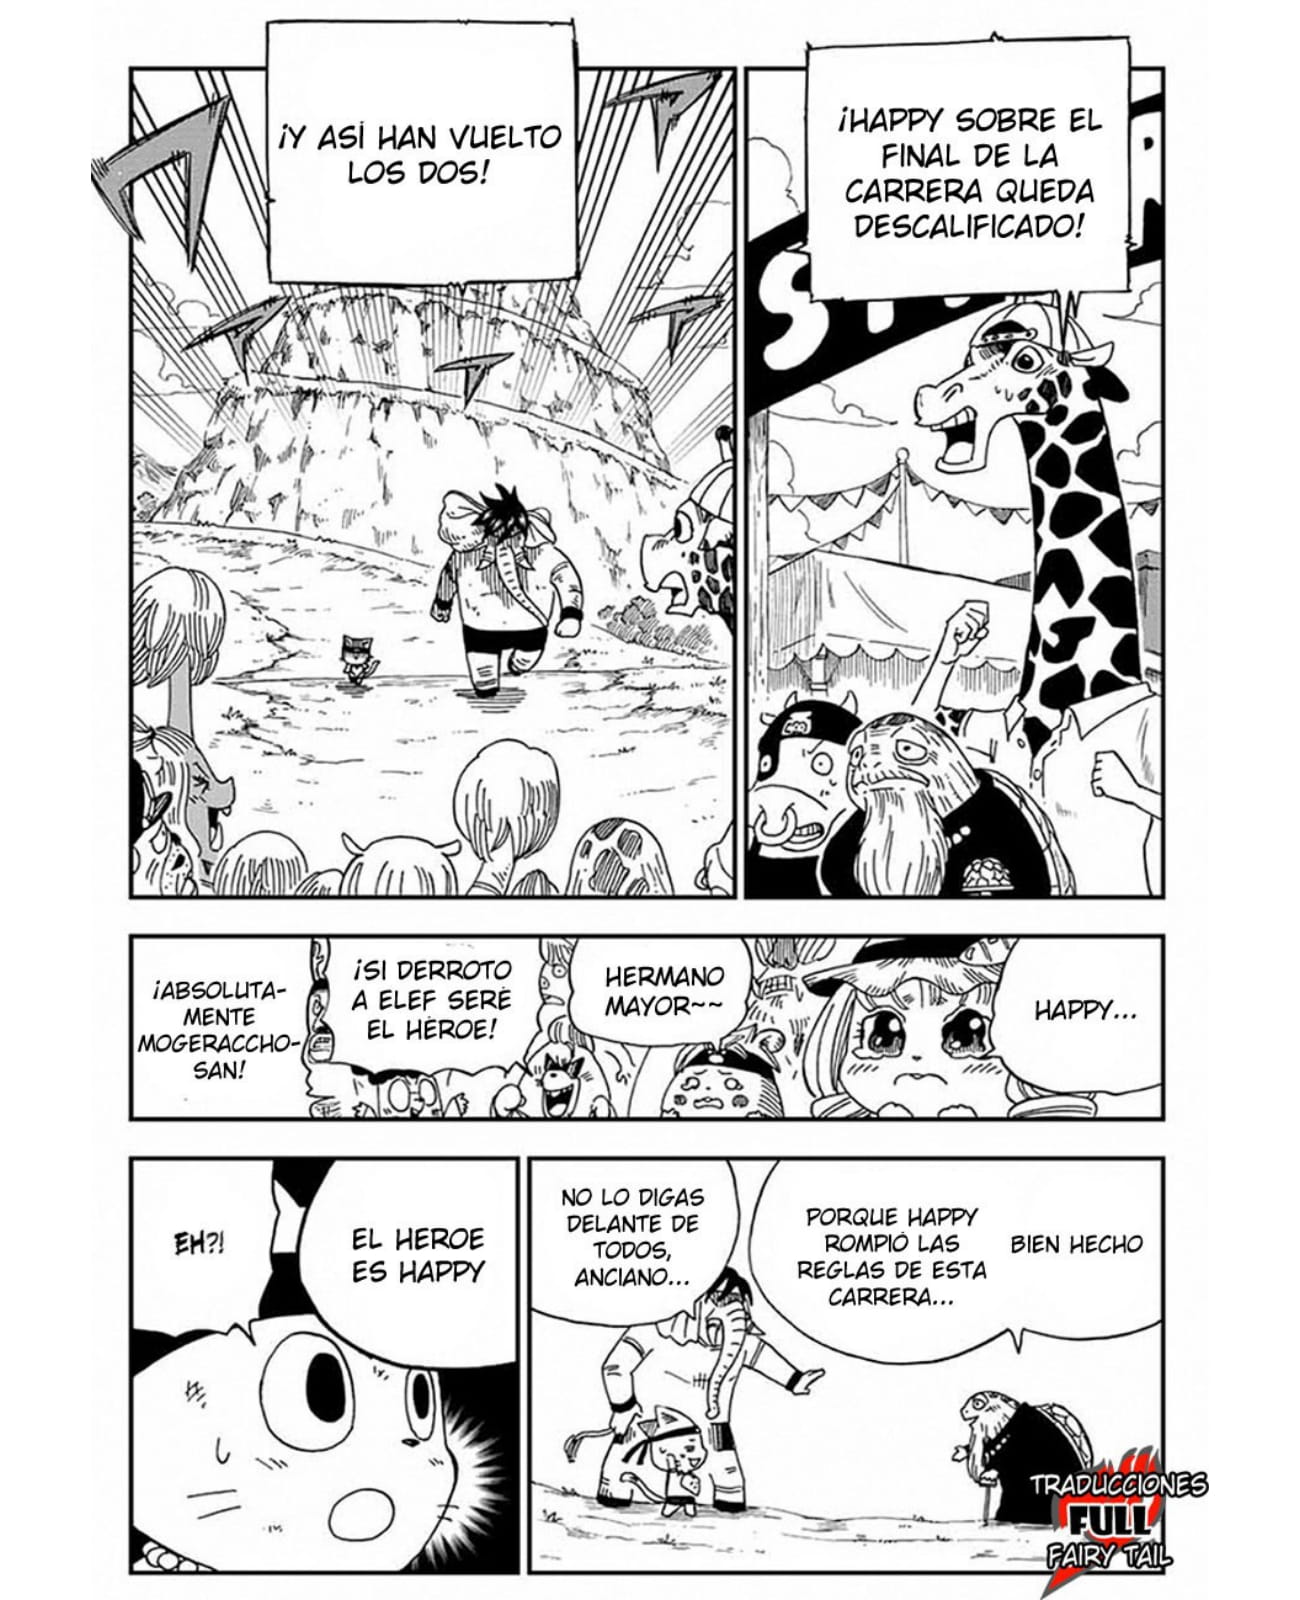 ¡HAPPY SOBRE EL
FINAL DE LA
CARRERA QUEDA
DESCALIFICADO!
¡Y ASÍ HAN VUELTO
LOS DOS!
HAPPY...
HERMANO
MAYOR~~
¡SI DERROTO
A ELEF SERÉ
EL HÉROE!
¡ABSOLUTA-
MENTE
MOGERACCHO-
SAN!
BIEN HECHO
PORQUE HAPPY
ROMPIÓ LAS
REGLAS DE ESTA
CARRERA...
NO LO DIGAS
DELANTE DE
TODOS,
ANCIANO...
EL HEROE
ES HAPPY
EH?!
TRADUCCIONES
FULL
FAIRY TAIL